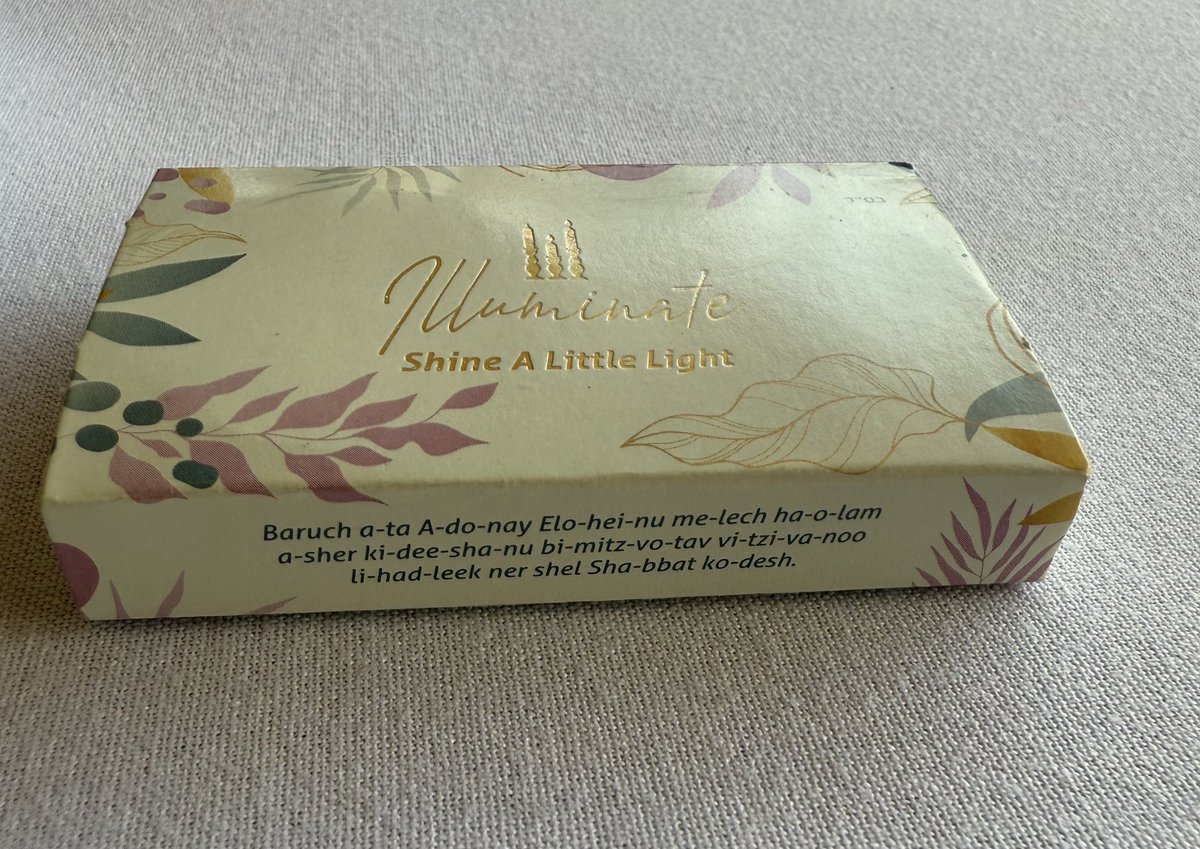 בס״ד
Illuminate
Shine A Little Light
Baruch a-ta A-do-nay Elo-hei-nu me-lech ha-o-lam
a-sher ki-dee-sha-nu bi-mitz-vo-tav vi-tzi-va-noo
li-had-leek ner shel Sha-bbat ko-desh.